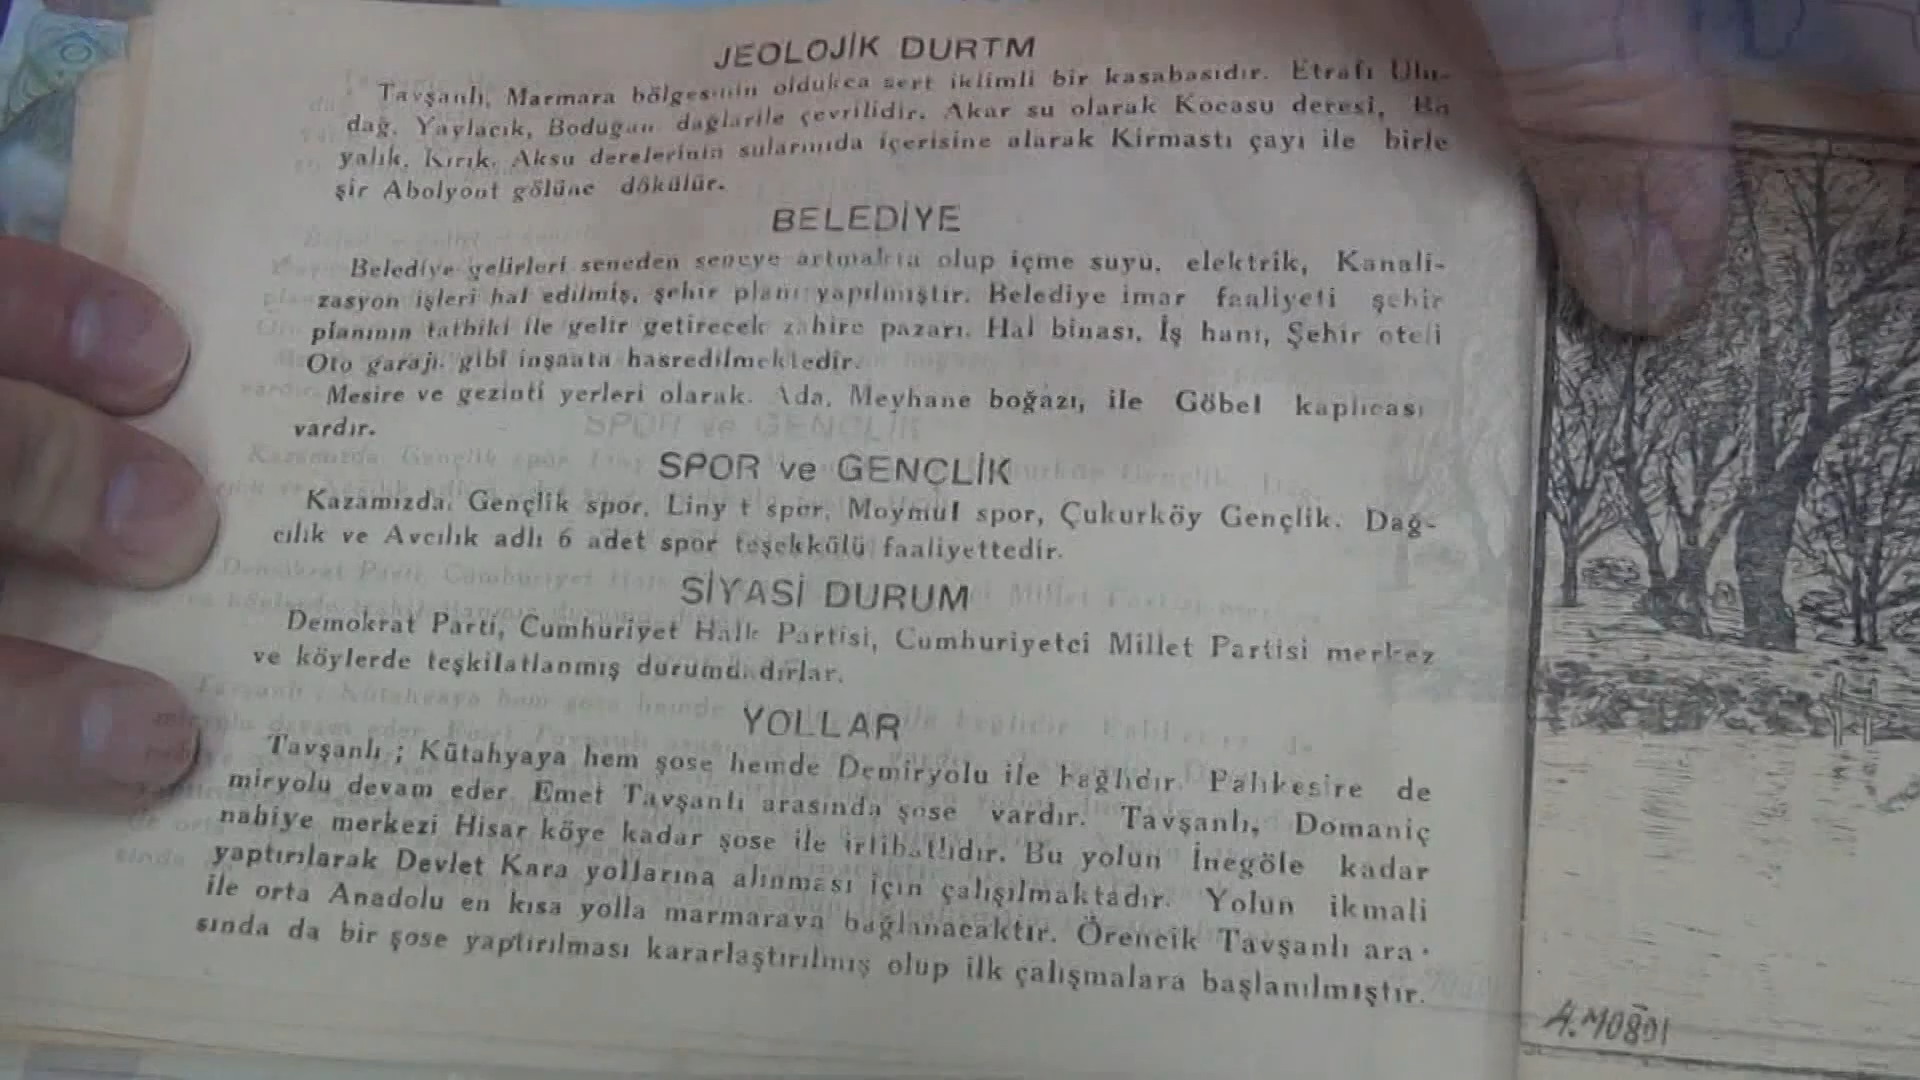 JEOLOJİK DURTM
Tavşanlı, Marmara bölgesinin oldukca sert iklimli bir kasabasıdır. Etrafı Ulu-
dağ, Yaylacık, Bodugan dağlarile çevrilidir. Akar su olarak Kocasu deresi, Ba
yalık, Kırık, Aksu derelerinin sularınıda içerisine alarak Kirmastı çayı ile birle
şir Abolyont gölüne dökülür.
BELEDİYE
Belediye gelirleri seneden seneye artmakta olup içme suyu, elektrik, Kanali-
zasyon işleri hal edilmiş, şehir planı yapılmıştır. Belediye imar faaliyeti şehir
planının tatbiki ile gelir getirecek zahire pazarı, Hal binası, İş hanı, Şehir oteli
Oto garajı, gibi inşaata hasredilmektedir.
Mesire ve gezinti yerleri olarak, Ada, Meyhane boğazı, ile Göbel kaplıcası
vardır.
SPOR ve GENÇLİK
Kazamızda, Gençlik spor, Liny t spor, Moymul spor, Çukurköy Gençlik, Dağ-
cılık ve Avcılık adlı 6 adet spor teşekkülü faaliyettedir.
SİYASİ DURUM
Demokrat Parti, Cumhuriyet Halk Partisi, Cumhuriyetci Millet Partisi merkez
ve köylerde teşkilatlanmış durumdadırlar.
YOLLAR
Tavşanlı ; Kütahyaya hem şose hemde Demiryolu ile bağlıdır. Balıkesire de
miryolu devam eder. Emet Tavşanlı arasında şose vardır. Tavşanlı, Domaniç
nahiye merkezi Hisar köye kadar şose ile irtibatlıdır. Bu yolun İnegöle kadar
yaptırılarak Devlet Kara yollarına alınması için çalışılmaktadır. Yolun ikmali
ile orta Anadolu en kısa yolla marmaraya bağlanacaktır. Örencik Tavşanlı ara-
sında da bir şose yaptırılması kararlaştırılmış olup ilk çalışmalara başlanılmıştır.